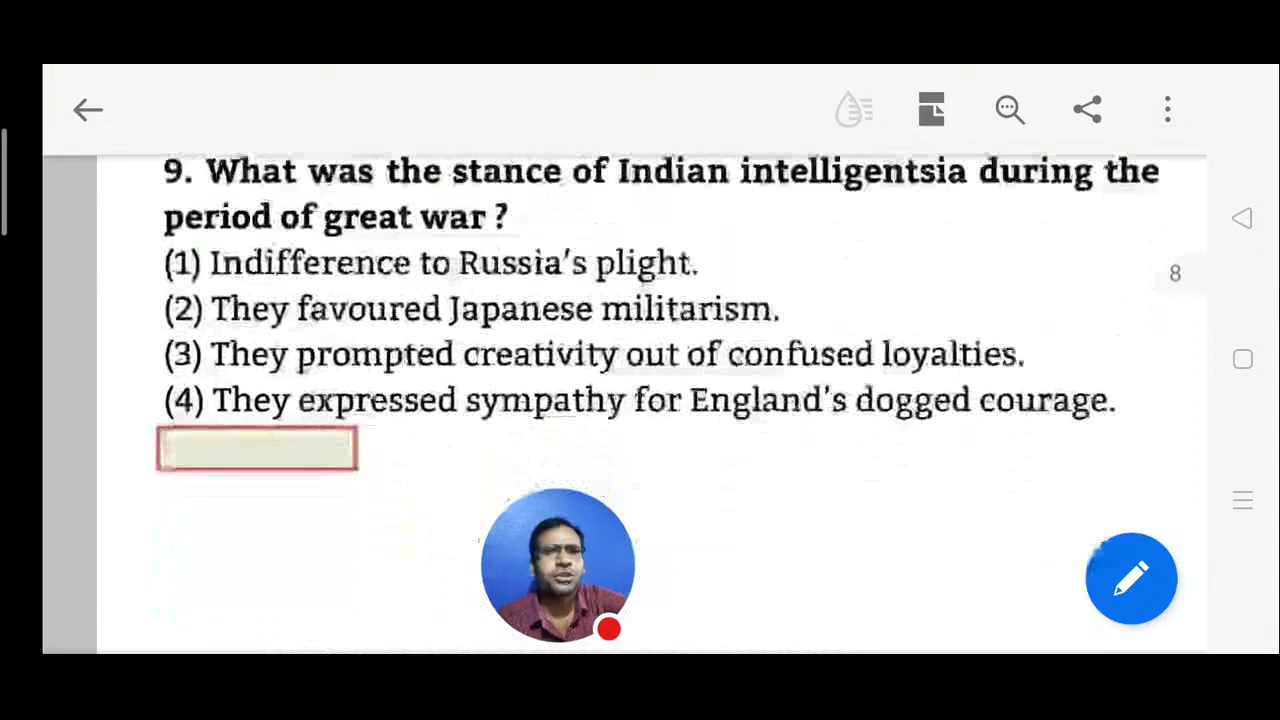 9. What was the stance of Indian intelligentsia during the
period of great war ?
(1) Indifference to Russia's plight.
8
(2) They favoured Japanese militarism.
(3) They prompted creativity out of confused loyalties.
(4) They expressed sympathy for England's dogged courage.